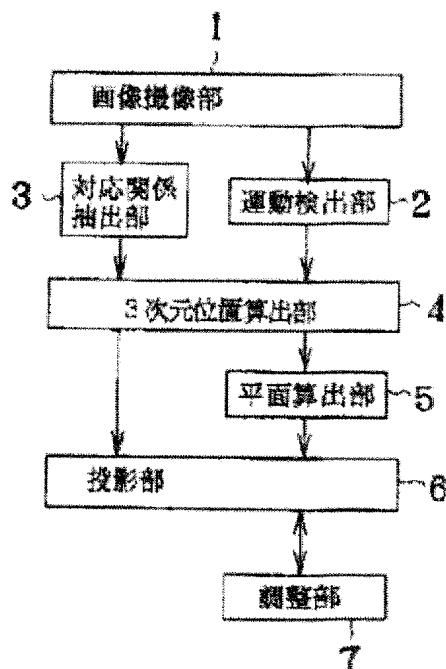 1
画像撮像部
3
対応関係
抽出部
運動検出部
2
3次元位置算出部
4
平面算出部
5
投影部
6
調整部
7